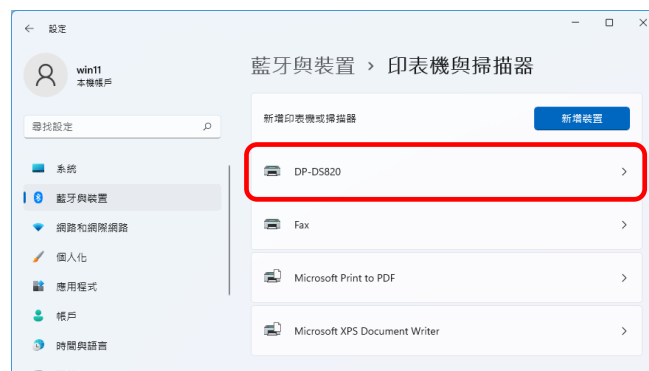 設定
win11
本機帳戶
尋找設定
系統
藍牙與裝置
網路和網際網路
個人化
應用程式
帳戶
時間與語言
藍牙與裝置 › 印表機與掃描器
新增印表機或掃描器
新增裝置
DP-DS820
Fax
Microsoft Print to PDF
Microsoft XPS Document Writer